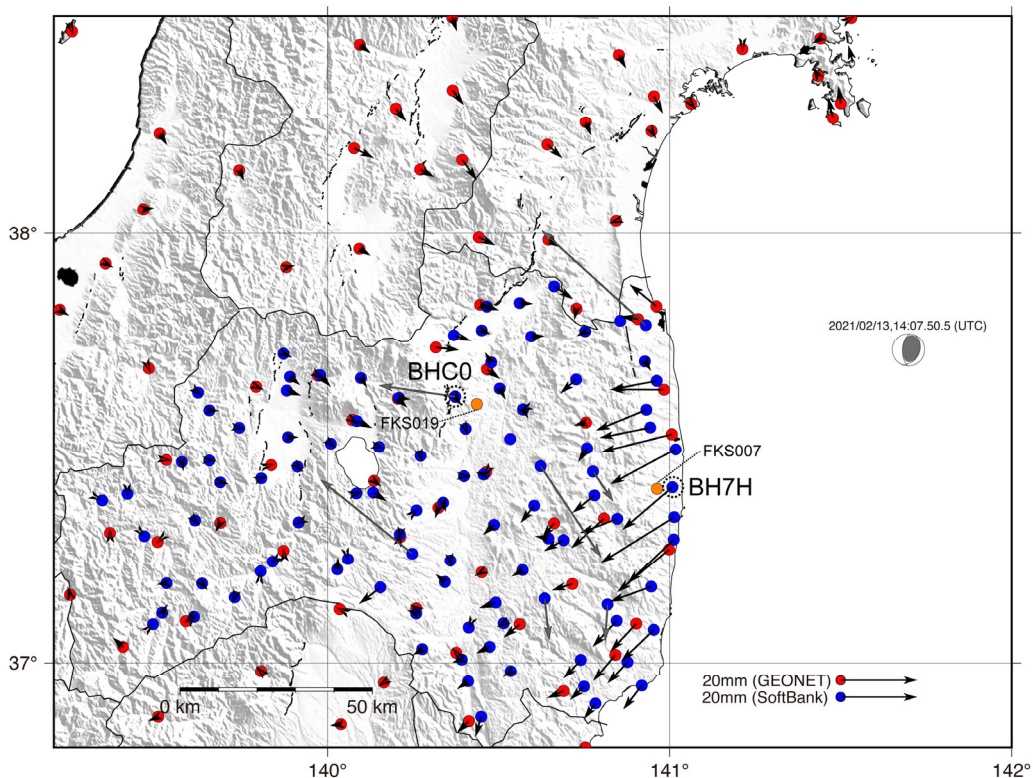 38°
2021/02/13,14:07.50.5 (UTC)
BHC0
FKS019
FKS007
BH7H
37°
20mm (GEONET)
20mm (SoftBank)
0 km
50 km
140°
141°
142°